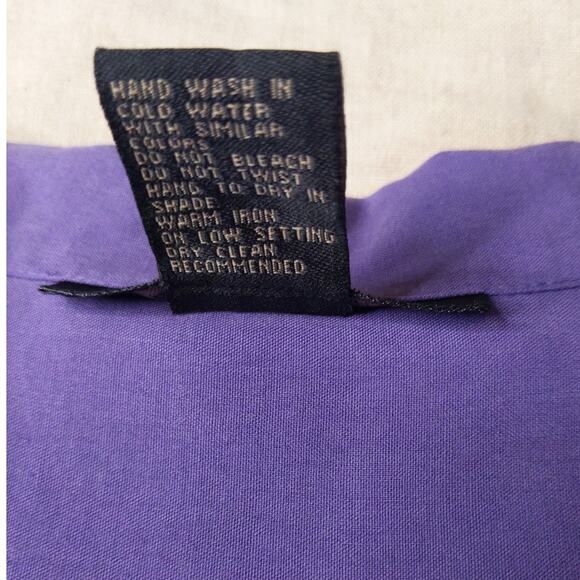 HAND WASH IN
COLD WATER
WITH SIMILAR
COLORS
DO NOT BLEACH
DO NOT TWIST
HAND TO DRY IN
SHADE
WARM IRON
ON LOW SETTING
DRY CLEAN
RECOMMENDED